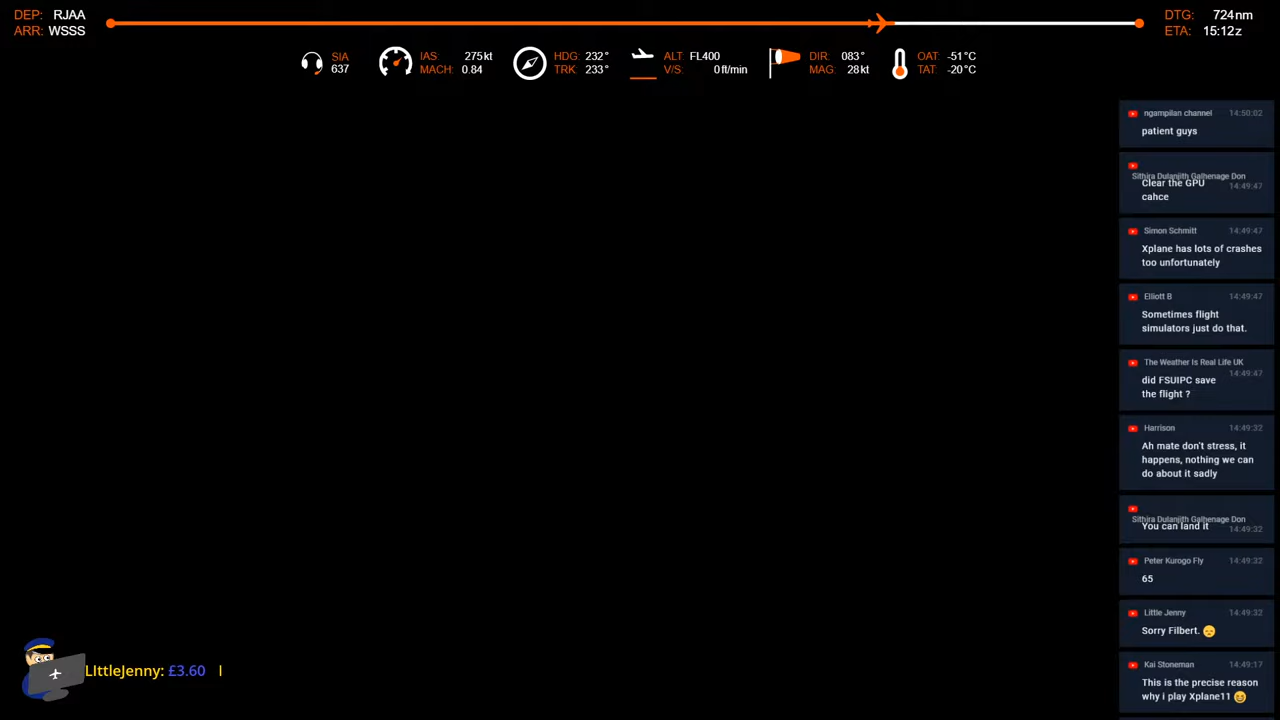 DEP: RJAA
ARR: WSSS
DTG: 724nm
ETA: 15:12z
SIA
637
IAS: 275kt
MACH: 0.84
HDG: 232°
TRK: 233°
ALT: FL400
V/S: 0ft/min
DIR: 083°
MAG: 28kt
OAT: -51°C
TAT: -20°C
ngampilan channel 14:50:02
patient guys
Sithira Dulanjith Galhenage Don
14:49:47
Clear the GPU
cahce
Simon Schmitt 14:49:47
Xplane has lots of crashes
too unfortunately
Elliott B 14:49:47
Sometimes flight
simulators just do that.
The Weather Is Real Life UK
14:49:47
did FSUIPC save
the flight ?
Harrison 14:49:32
Ah mate don't stress, it
happens, nothing we can
do about it sadly
Sithira Dulanjith Galhenage Don
You can land it 14:49:32
Peter Kurogo Fly 14:49:32
65
Little Jenny 14:49:32
Sorry Filbert. 😞
Kai Stoneman 14:49:17
This is the precise reason
why i play Xplane11 😆
LIttleJenny: £3.60 I